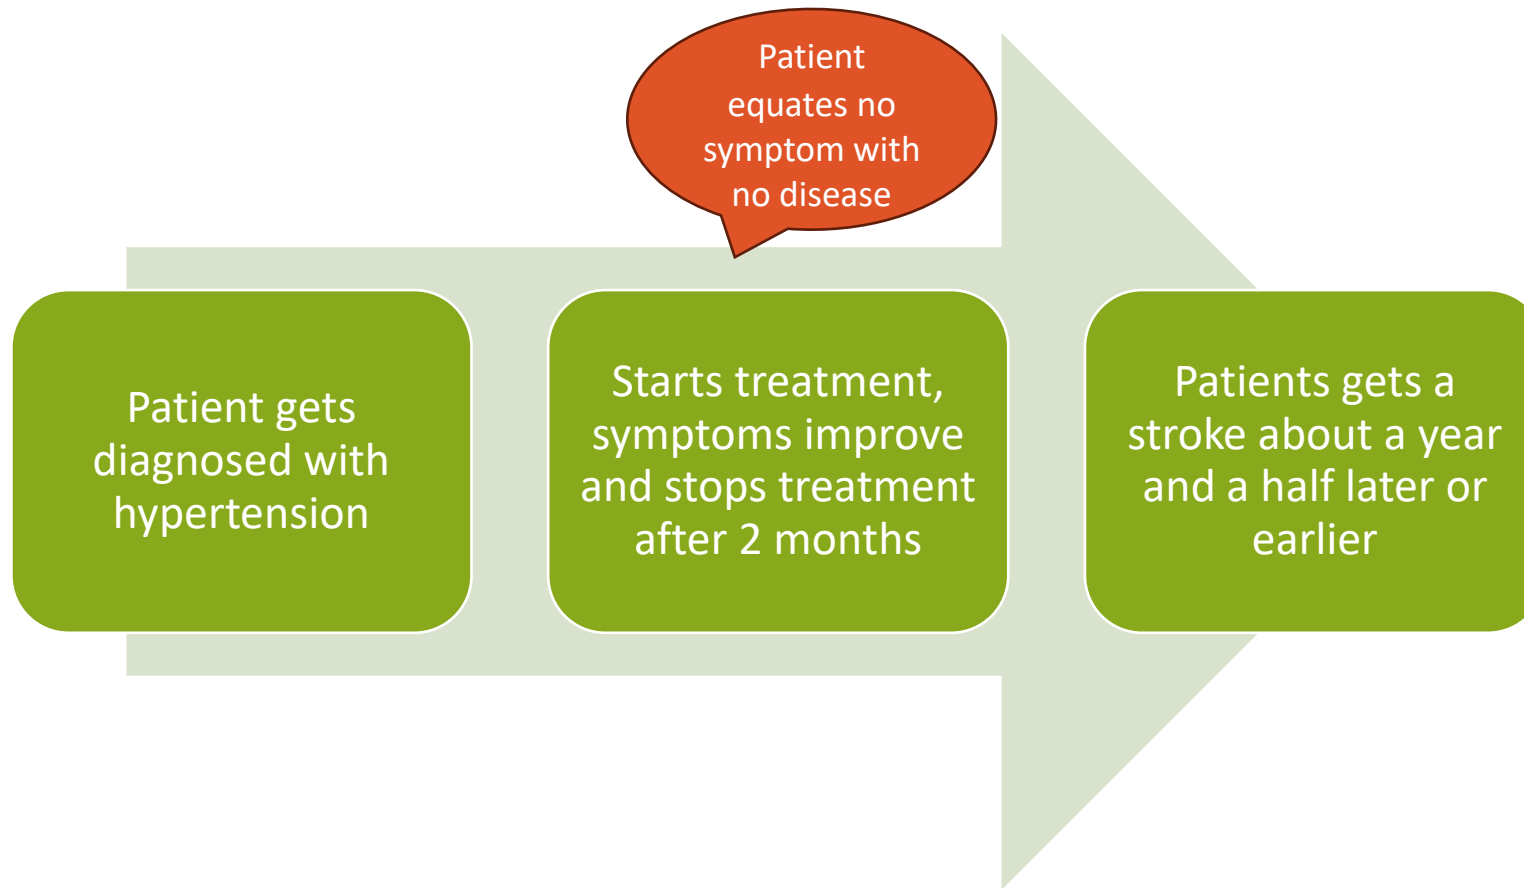 Patient
equates no
symptom with
no disease
Patient gets
diagnosed with
hypertension
Starts treatment,
symptoms improve
and stops treatment
after 2 months
Patients gets a
stroke about a year
and a half later or
earlier